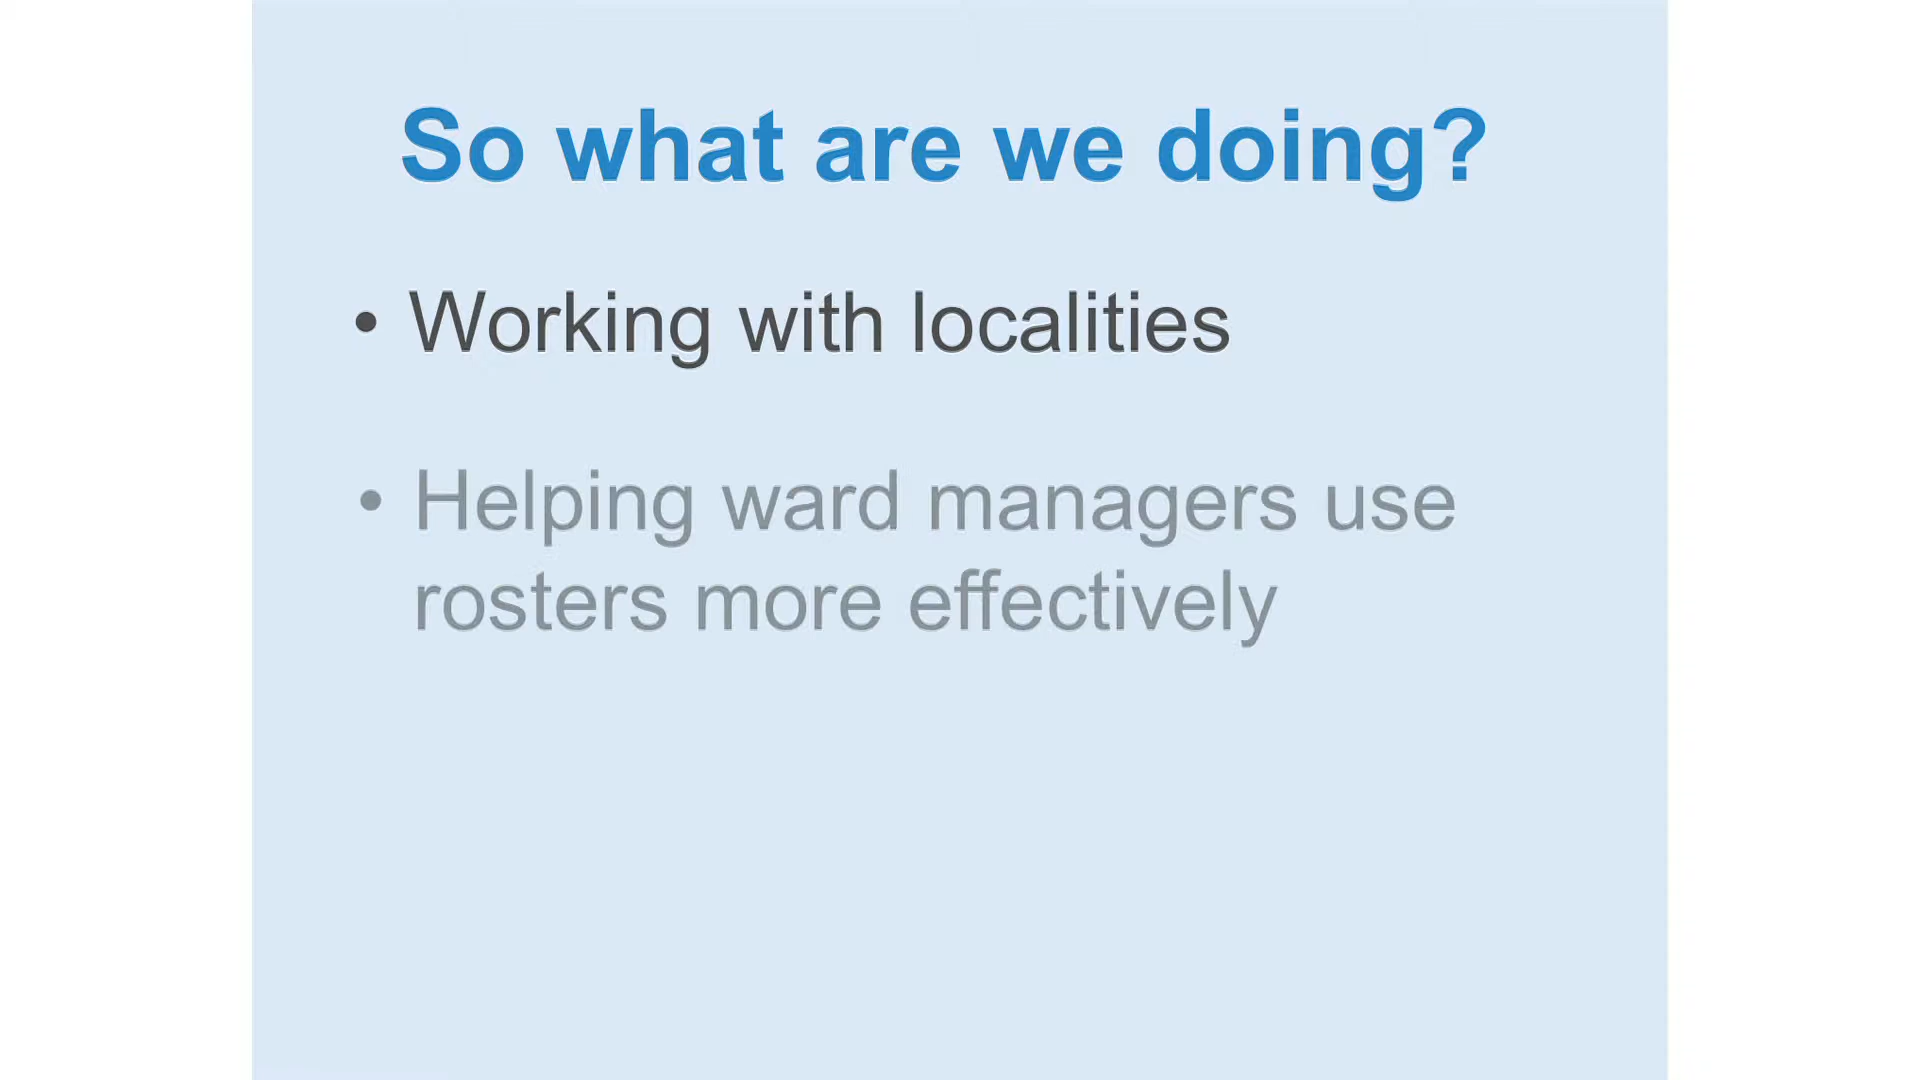 So what are we doing?
• Working with localities
• Helping ward managers use
rosters more effectively